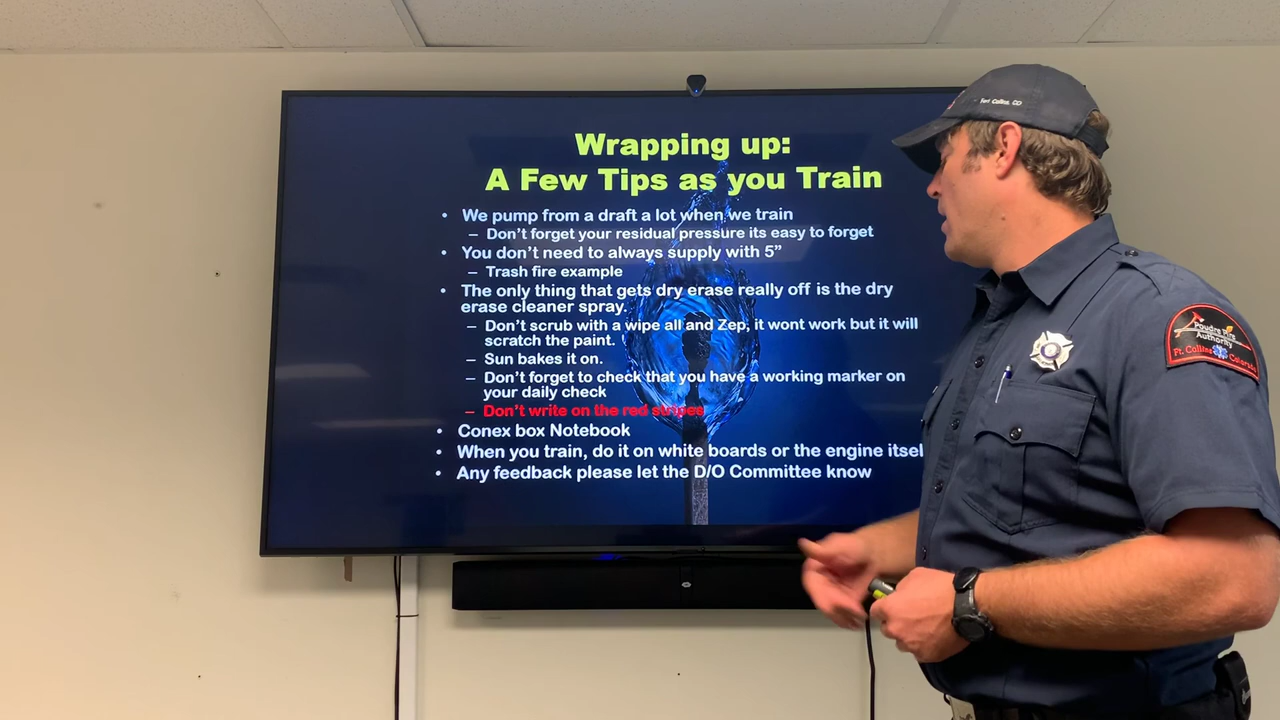 Wrapping up:
A Few Tips as you Train
• We pump from a draft a lot when we train
– Don't forget your residual pressure its easy to forget
• You don't need to always supply with 5”
– Trash fire example
• The only thing that gets dry erase really off is the dry
erase cleaner spray.
– Don't scrub with a wipe all and Zep, it wont work but it will
scratch the paint.
– Sun bakes it on.
– Don't forget to check that you have a working marker on
your daily check
– Don't write on the red stripes
• Conex box Notebook
• When you train, do it on white boards or the engine itsel
• Any feedback please let the D/O Committee know
Fort Collins, CO
Poudre Fire
Authority
Ft. Collins Colorado